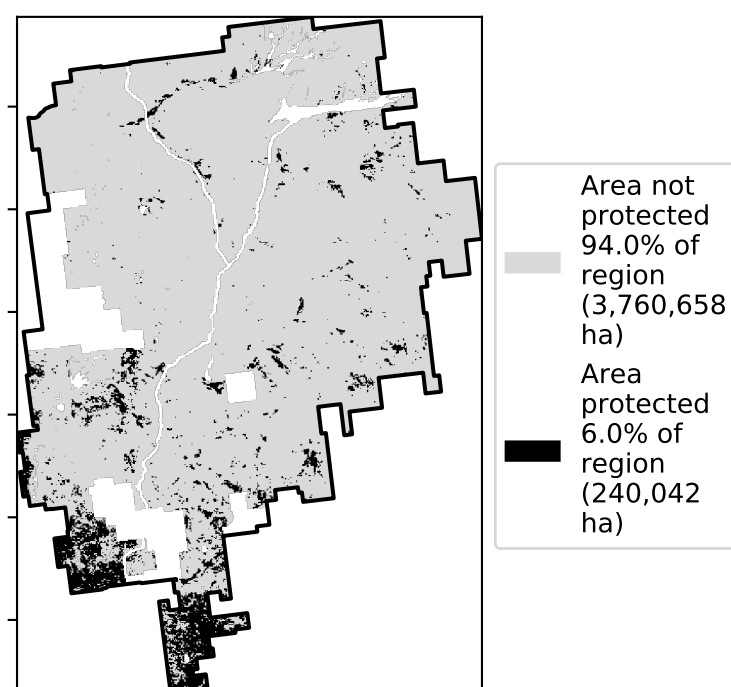 Area not
protected
94.0% of
region
(3,760,658
ha)
Area
protected
6.0% of
region
(240,042
ha)